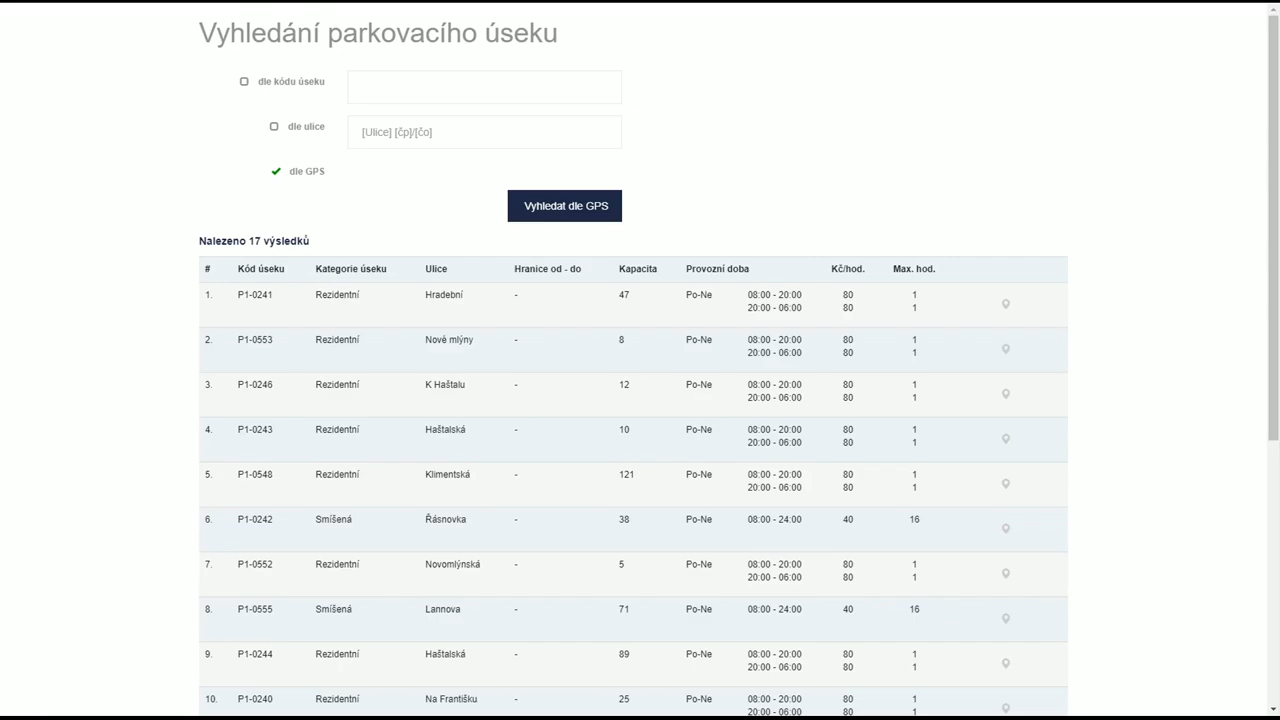 Vyhledání parkovacího úseku
dle kódu úseku
dle ulice [Ulice] [čp]/[čo]
dle GPS
Vyhledat dle GPS
Nalezeno 17 výsledků
# Kód úseku Kategorie úseku Ulice Hranice od - do Kapacita Provozní doba Kč/hod. Max. hod.
1. P1-0241 Rezidentní Hradební - 47 Po-Ne 08:00 - 20:00 80 1
20:00 - 06:00 80 1
2. P1-0553 Rezidentní Nové mlýny - 8 Po-Ne 08:00 - 20:00 80 1
20:00 - 06:00 80 1
3. P1-0246 Rezidentní K Haštalu - 12 Po-Ne 08:00 - 20:00 80 1
20:00 - 06:00 80 1
4. P1-0243 Rezidentní Haštalská - 10 Po-Ne 08:00 - 20:00 80 1
20:00 - 06:00 80 1
5. P1-0548 Rezidentní Klimentská - 121 Po-Ne 08:00 - 20:00 80 1
20:00 - 06:00 80 1
6. P1-0242 Smíšená Řásnovka - 38 Po-Ne 08:00 - 24:00 40 16
7. P1-0552 Rezidentní Novomlýnská - 5 Po-Ne 08:00 - 20:00 80 1
20:00 - 06:00 80 1
8. P1-0555 Smíšená Lannova - 71 Po-Ne 08:00 - 24:00 40 16
9. P1-0244 Rezidentní Haštalská - 89 Po-Ne 08:00 - 20:00 80 1
20:00 - 06:00 80 1
10. P1-0240 Rezidentní Na Františku - 25 Po-Ne 08:00 - 20:00 80 1
20:00 - 06:00 80 1